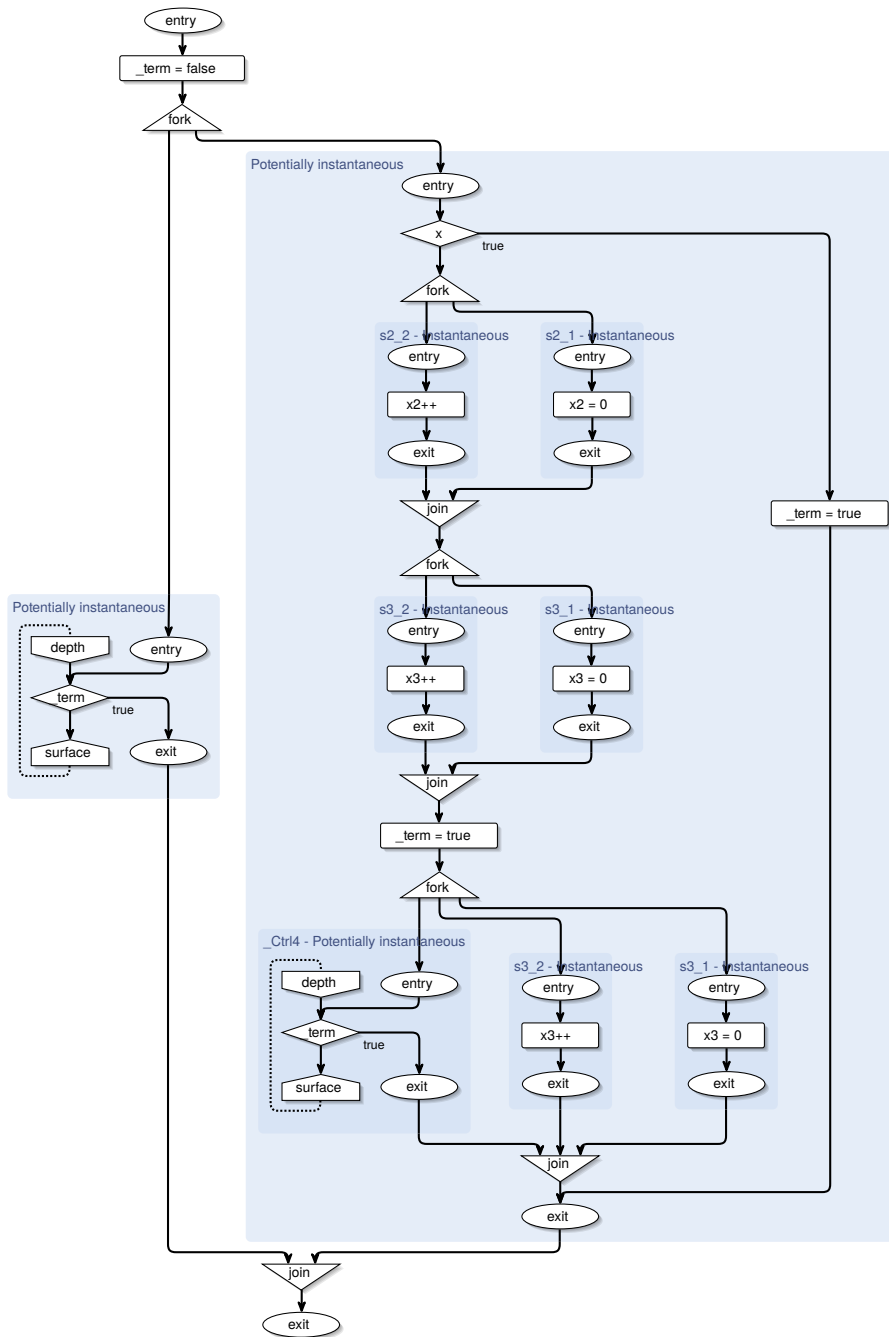 entry
_term = false
fork
Potentially instantaneous
entry
x
true
fork
s2_2 - Instantaneous
s2_1 - Instantaneous
entry
entry
x2++
x2 = 0
exit
exit
join
_term = true
fork
Potentially instantaneous
s3_2 - Instantaneous
s3_1 - Instantaneous
depth
entry
entry
entry
_term
true
x3++
x3 = 0
surface
exit
exit
exit
join
_term = true
fork
_Ctrl4 - Potentially instantaneous
s3_2 - Instantaneous
s3_1 - Instantaneous
depth
entry
entry
entry
_term
true
x3++
x3 = 0
surface
exit
exit
exit
join
exit
join
exit